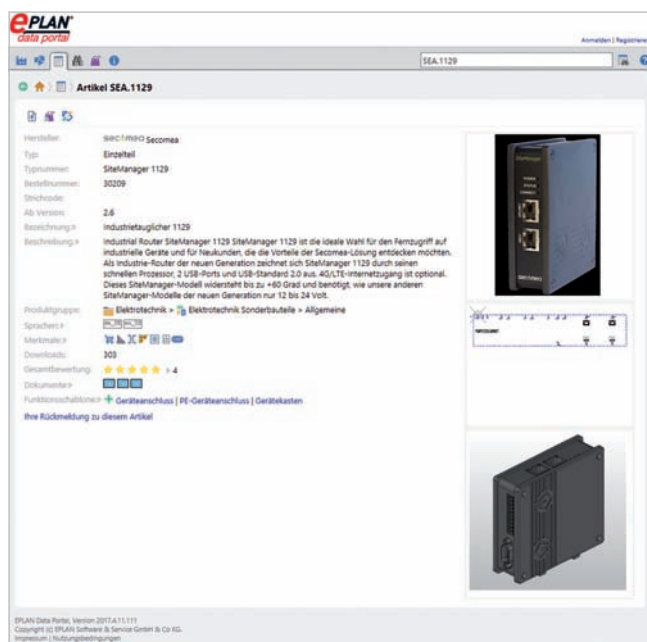 ePLAN®
data portal
Anmelden | Registriere
SEA.1129
Artikel SEA.1129
Hersteller: secomea Secomea
Typ: Einzelteil
Typnummer: SiteManager 1129
Bestellnummer: 30209
Strichcode:
Ab Version: 2.6
Bezeichnung:» Industrietauglicher 1129
Beschreibung:» Industrial Router SiteManager 1129 SiteManager 1129 ist die ideale Wahl für den Fernzugriff auf
industrielle Geräte und für Neukunden, die die Vorteile der Secomea-Lösung entdecken möchten.
Als Industrie-Router der neuen Generation zeichnet sich SiteManager 1129 durch seinen
schnellen Prozessor, 2 USB-Ports und USB-Standard 2.0 aus. 4G/LTE-Internetzugang ist optional.
Dieses SiteManager-Modell widersteht bis zu +60 Grad und benötigt, wie unsere anderen
SiteManager-Modelle der neuen Generation nur 12 bis 24 Volt.
Produktgruppe: Elektrotechnik > Elektrotechnik Sonderbauteile > Allgemeine
Sprachen:»
Merkmale:»
Downloads: 303
Gesamtbewertung: » 4
Dokumente:»
Funktionsschablone:» Geräteanschluss | PE-Geräteanschluss | Gerätekasten
Ihre Rückmeldung zu diesem Artikel
SiteManager
POWER
STATUS
CONNECT
SECOMEA
EPLAN Data Portal, Version 2017.4.11.111
Copyright (c) EPLAN Software & Service GmbH & Co KG.
Impressum | Nutzungsbedingungen